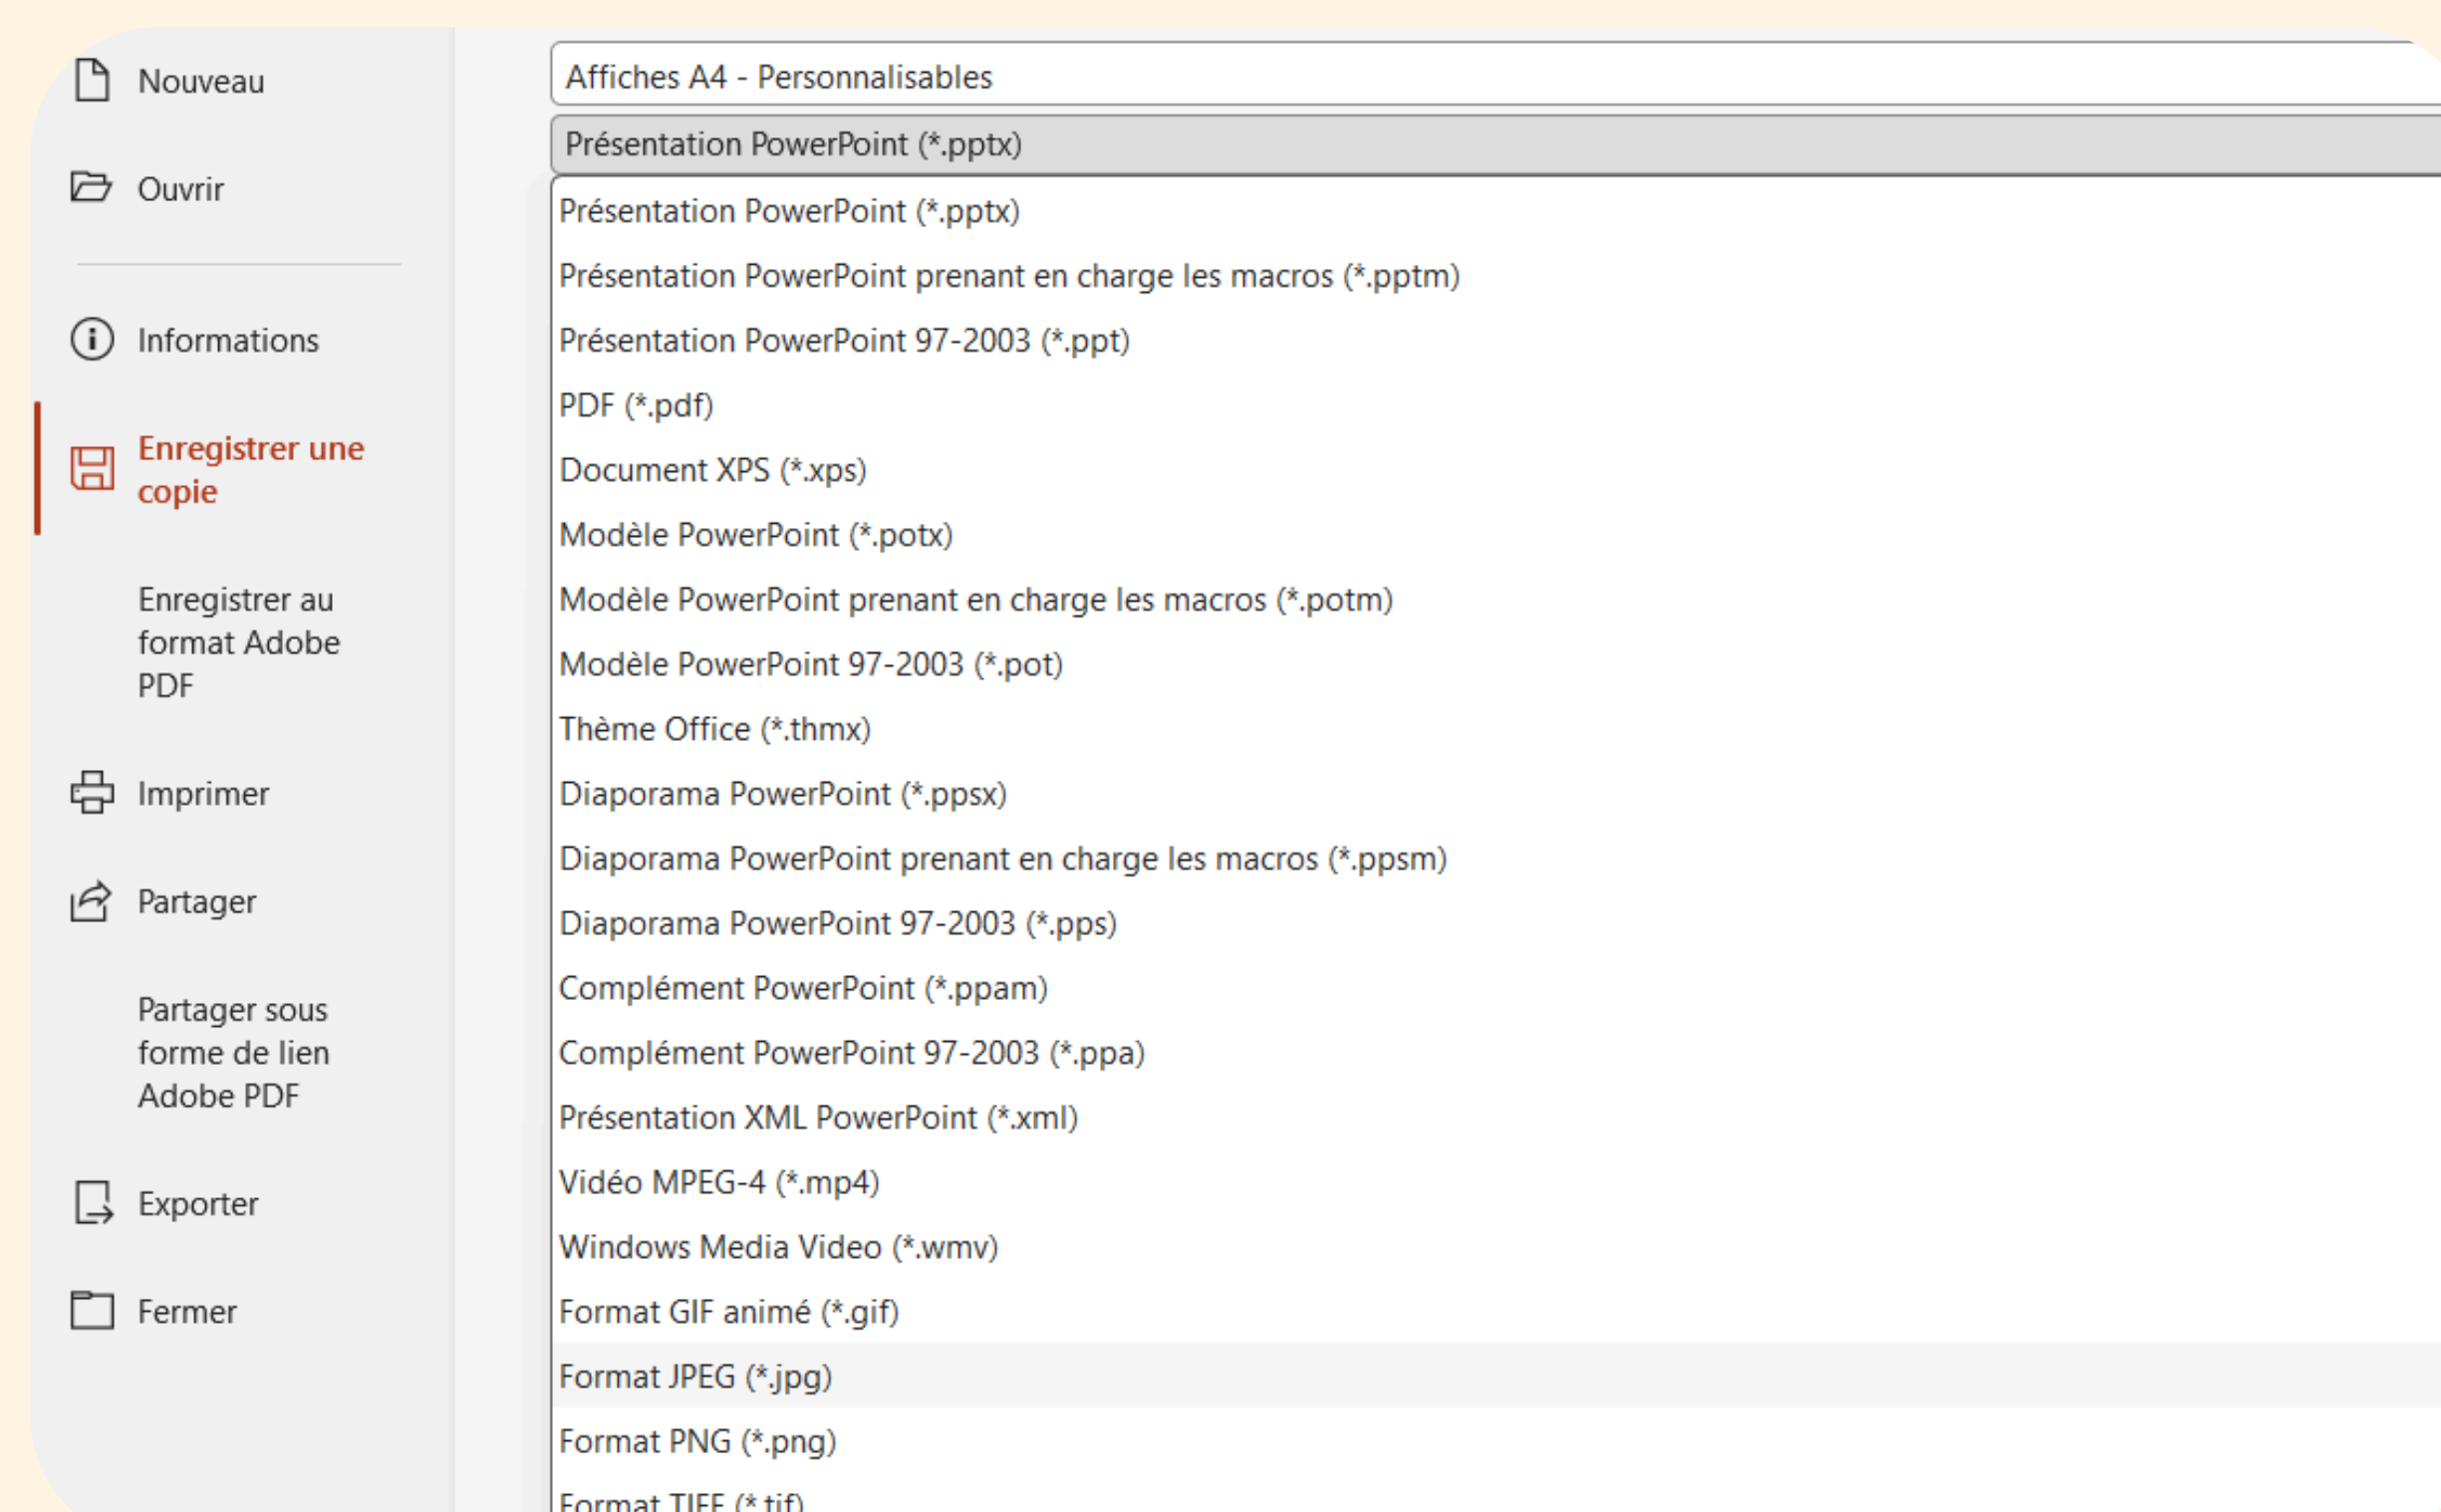 Nouveau
Ouvrir
Informations
Enregistrer une
copie
Enregistrer au
format Adobe
PDF
Imprimer
Partager
Partager sous
forme de lien
Adobe PDF
Exporter
Fermer
Affiches A4 - Personnalisables
Présentation PowerPoint (*.pptx)
Présentation PowerPoint (*.pptx)
Présentation PowerPoint prenant en charge les macros (*.pptm)
Présentation PowerPoint 97-2003 (*.ppt)
PDF (*.pdf)
Document XPS (*.xps)
Modèle PowerPoint (*.potx)
Modèle PowerPoint prenant en charge les macros (*.potm)
Modèle PowerPoint 97-2003 (*.pot)
Thème Office (*.thmx)
Diaporama PowerPoint (*.ppsx)
Diaporama PowerPoint prenant en charge les macros (*.ppsm)
Diaporama PowerPoint 97-2003 (*.pps)
Complément PowerPoint (*.ppam)
Complément PowerPoint 97-2003 (*.ppa)
Présentation XML PowerPoint (*.xml)
Vidéo MPEG-4 (*.mp4)
Windows Media Video (*.wmv)
Format GIF animé (*.gif)
Format JPEG (*.jpg)
Format PNG (*.png)
Format TIFF (*.tif)